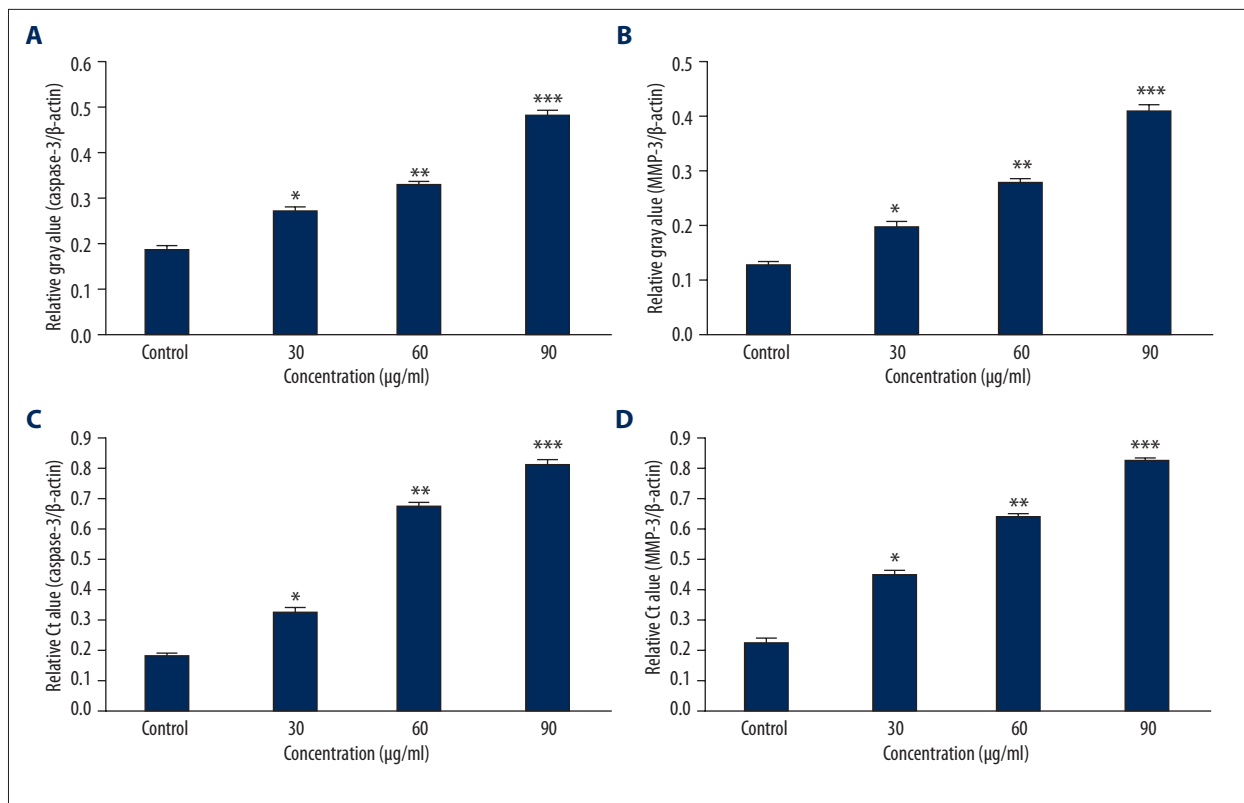 A
Relative gray alue (caspase-3/β-actin)
0.6
0.5
0.4
0.3
0.2
0.1
0.0
*
**
***
Control 30 60 90
Concentration (µg/ml)
B
Relative gray alue (MMP-3/β-actin)
0.5
0.4
0.3
0.2
0.1
0.0
*
**
***
Control 30 60 90
Concentration (µg/ml)
C
Relative Ct alue (caspase-3/β-actin)
0.9
0.8
0.7
0.6
0.5
0.4
0.3
0.2
0.1
0.0
*
**
***
Control 30 60 90
Concentration (µg/ml)
D
Relative Ct alue (MMP-3/β-actin)
0.9
0.8
0.7
0.6
0.5
0.4
0.3
0.2
0.1
0.0
*
**
***
Control 30 60 90
Concentration (µg/ml)